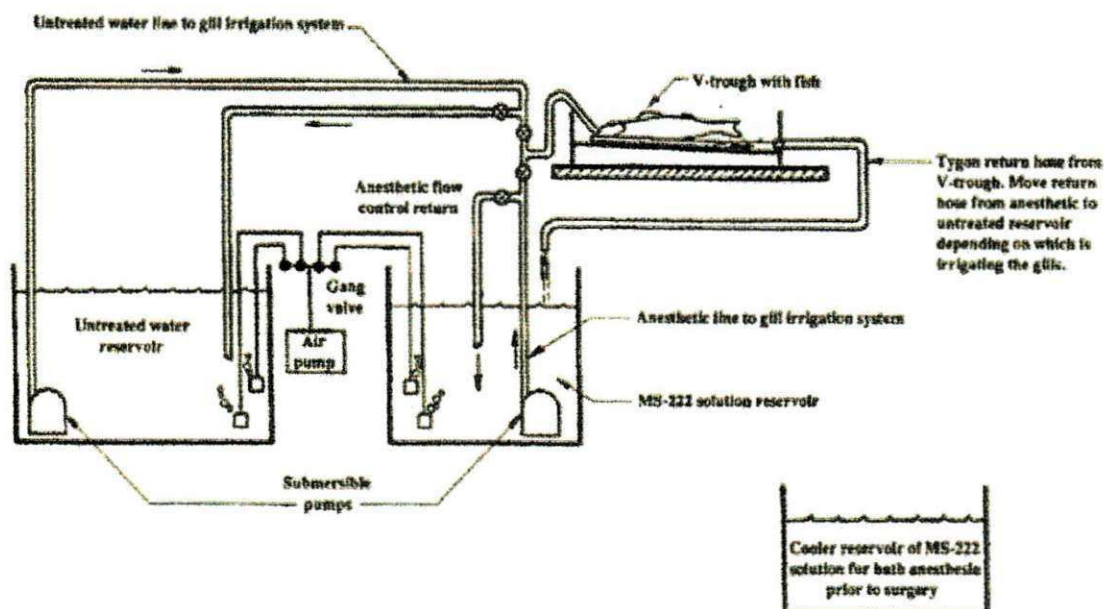 Untreated water line to gill irrigation system
V-trough with fish
Tygon return hose from
V-trough. Move return
hose from anesthetic to
untreated reservoir
depending on which is
irrigating the gills.
Anesthetic flow
control return
Gang
valve
Untreated water
reservoir
Air
pump
Anesthetic line to gill irrigation system
MS-222 solution reservoir
Submersible
pumps
Cooler reservoir of MS-222
solution for bath anesthesia
prior to surgery